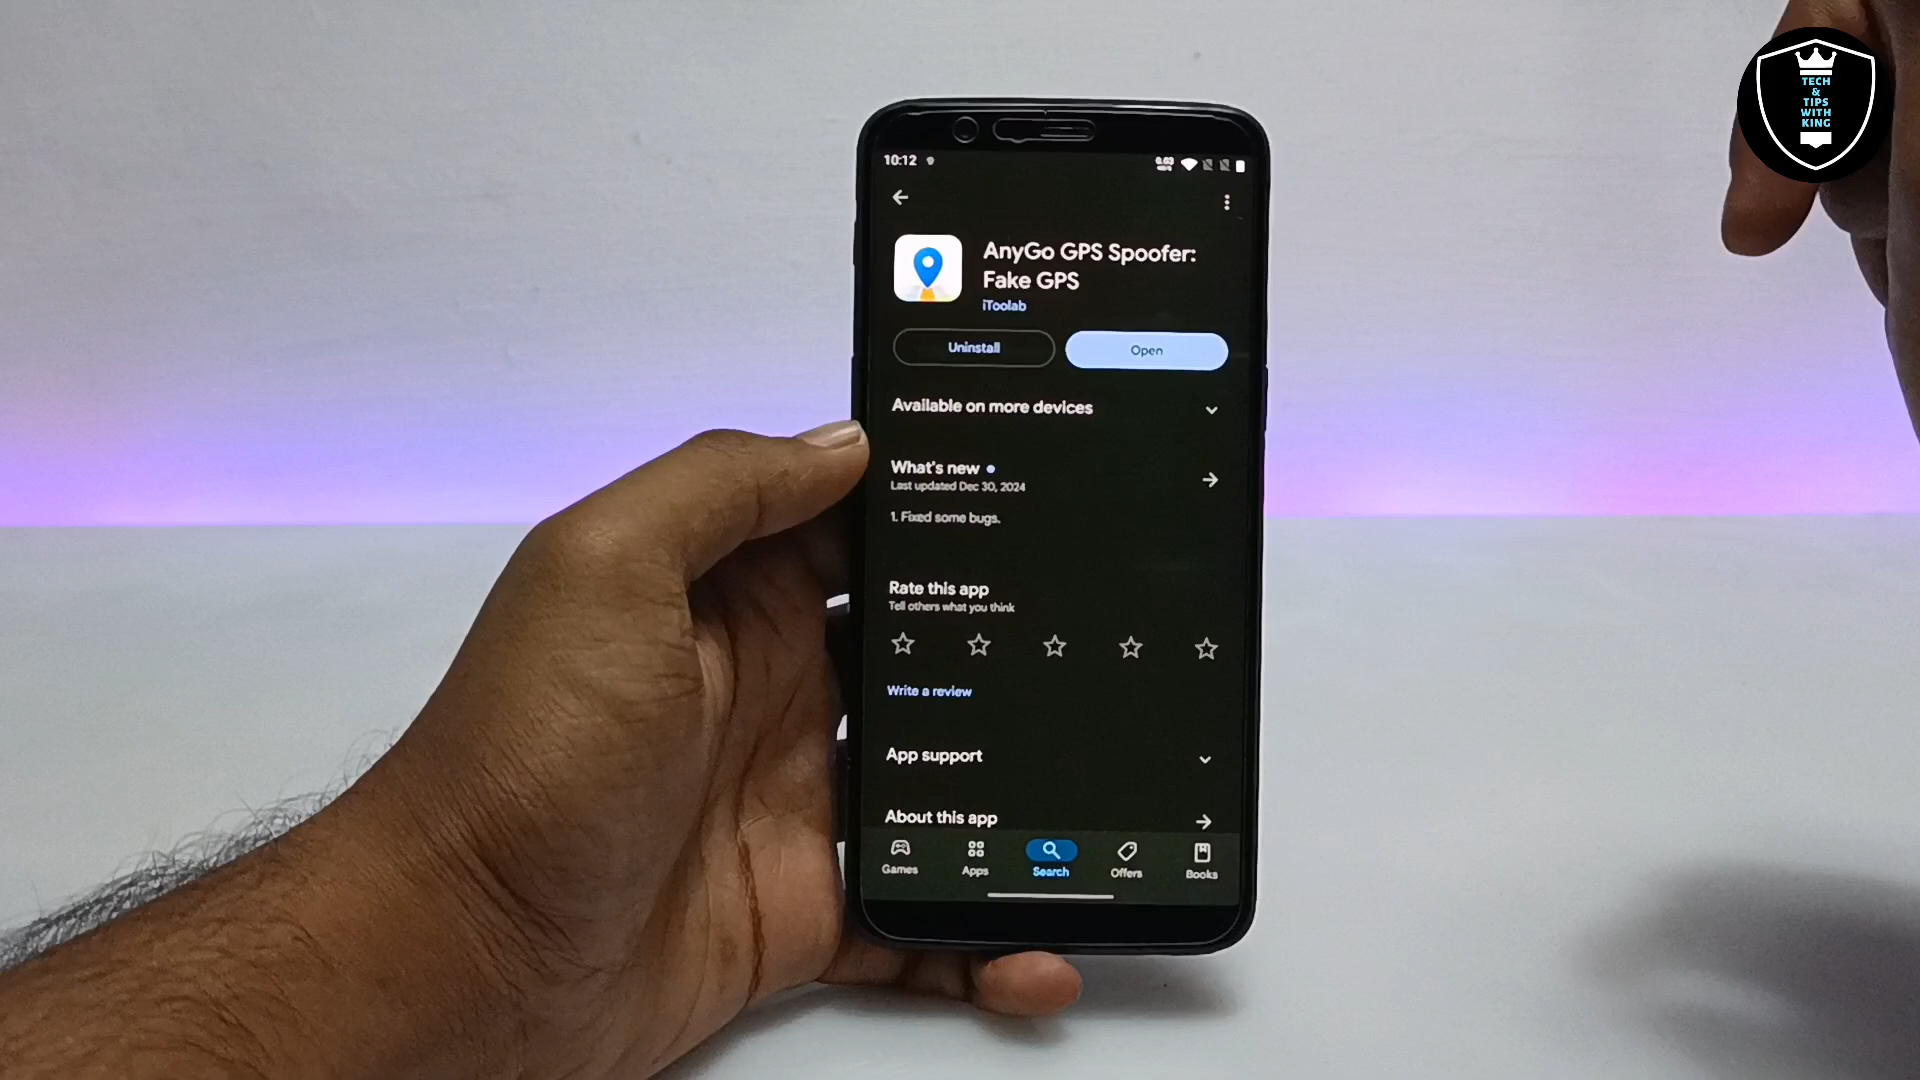 TECH
&
TIPS
WITH
KING
10:12
0.03
AnyGo GPS Spoofer:
Fake GPS
iToolab
Uninstall
Open
Available on more devices
What's new
Last updated Dec 30, 2024
1. Fixed some bugs.
Rate this app
Tell others what you think
Write a review
App support
About this app
Games
Apps
Search
Offers
Books